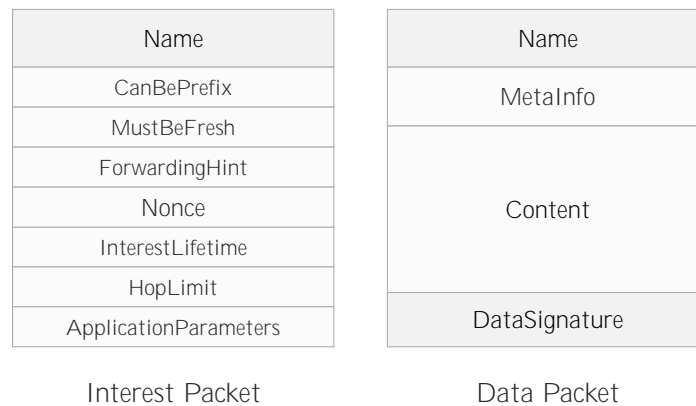 Name
CanBePrefix
MustBeFresh
ForwardingHint
Nonce
InterestLifetime
HopLimit
ApplicationParameters
Interest Packet
Name
MetaInfo
Content
DataSignature
Data Packet